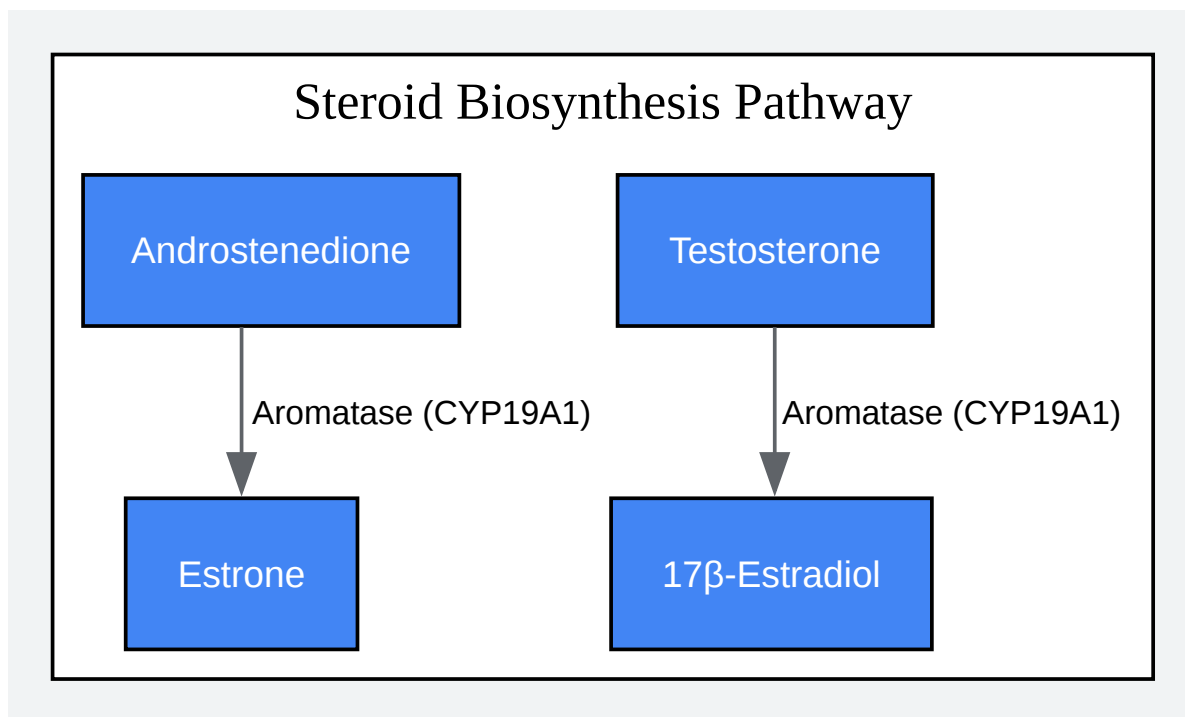 Steroid Biosynthesis Pathway
Androstenedione
Testosterone
Aromatase (CYP19A1)
Aromatase (CYP19A1)
Estrone
17β-Estradiol